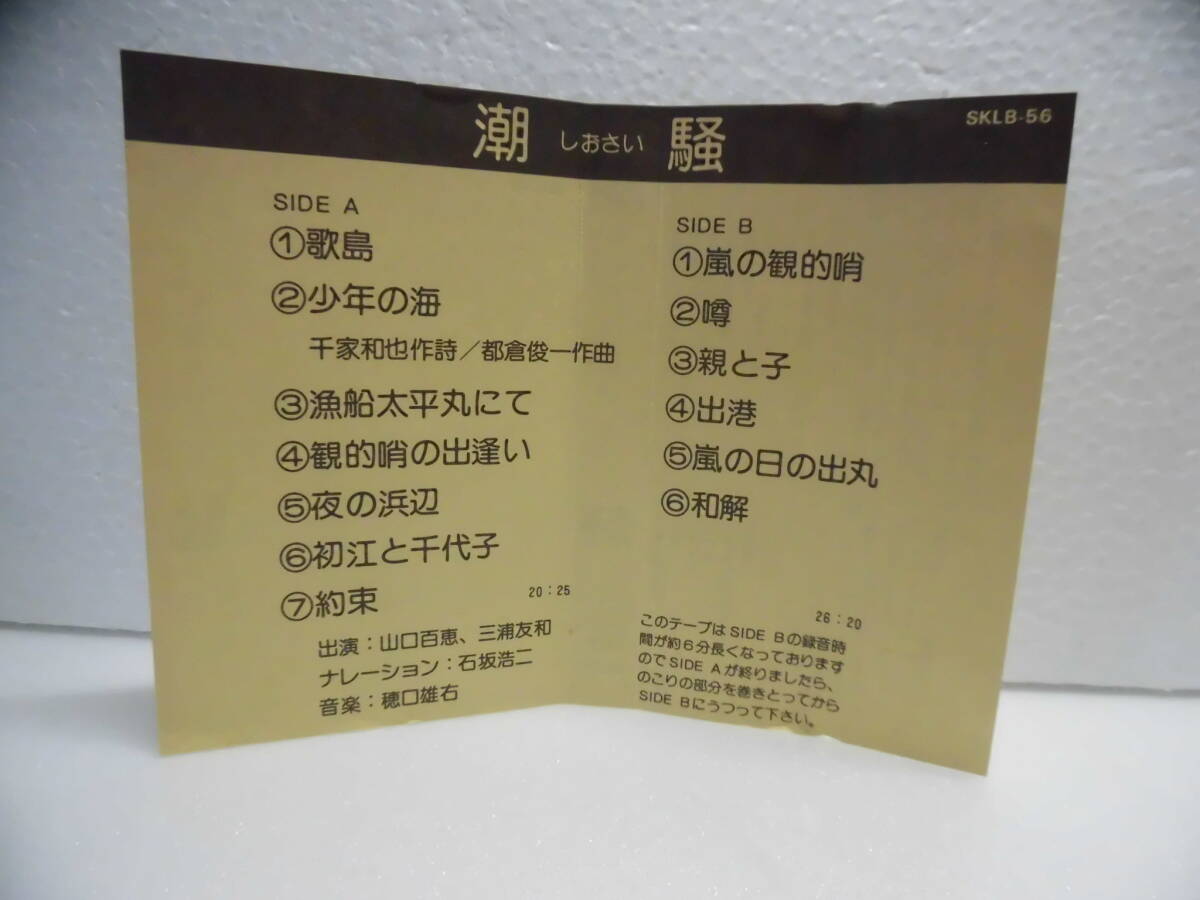 潮 しおさい 騒
SKLB-56
SIDE A
①歌島
②少年の海
千家和也作詩／都倉俊一作曲
③漁船太平丸にて
④観的哨の出逢い
⑤夜の浜辺
⑥初江と千代子
⑦約束
20：25
出演：山口百恵、三浦友和
ナレーション：石坂浩二
音楽：穂口雄右
SIDE B
①嵐の観的哨
②噂
③親と子
④出港
⑤嵐の日の出丸
⑥和解
26：20
このテープはSIDE Bの録音時
間が約6分長くなっております
のでSIDE Aが終りましたら、
のこりの部分を巻きとってから
SIDE Bにうつって下さい。